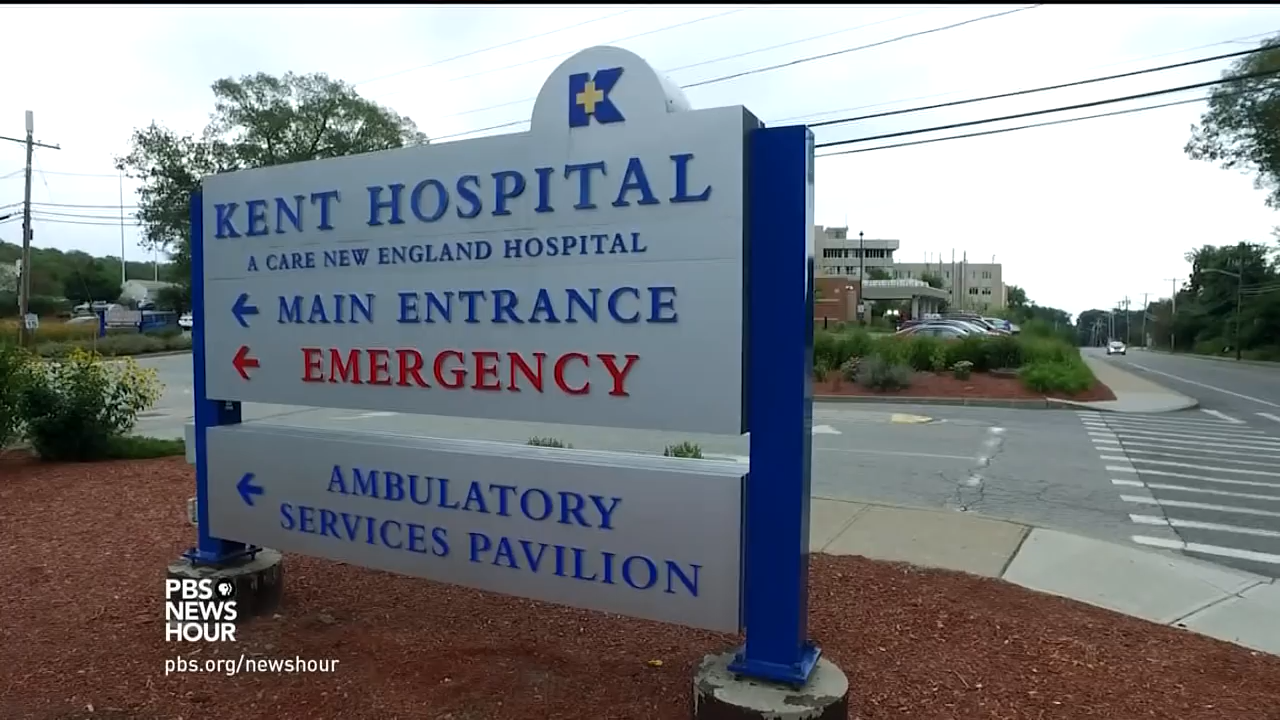 K
KENT HOSPITAL
A CARE NEW ENGLAND HOSPITAL
← MAIN ENTRANCE
← EMERGENCY
← AMBULATORY
SERVICES PAVILION
PBS
NEWS
HOUR
pbs.org/newshour